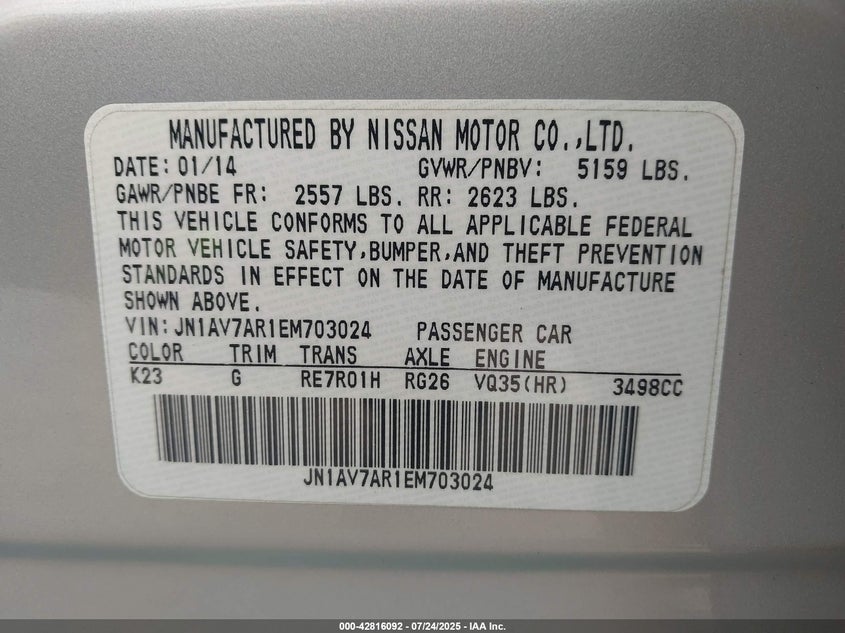 MANUFACTURED BY NISSAN MOTOR CO.,LTD.
DATE: 01/14 GVWR/PNBV: 5159 LBS.
GAWR/PNBE FR: 2557 LBS. RR: 2623 LBS.
THIS VEHICLE CONFORMS TO ALL APPLICABLE FEDERAL
MOTOR VEHICLE SAFETY,BUMPER,AND THEFT PREVENTION
STANDARDS IN EFFECT ON THE DATE OF MANUFACTURE
SHOWN ABOVE.
VIN: JN1AV7AR1EM703024 PASSENGER CAR
COLOR TRIM TRANS AXLE ENGINE
K23 G RE7R01H RG26 VQ35(HR) 3498CC
JN1AV7AR1EM703024
000-42816092 - 07/24/2025 - IAA Inc.